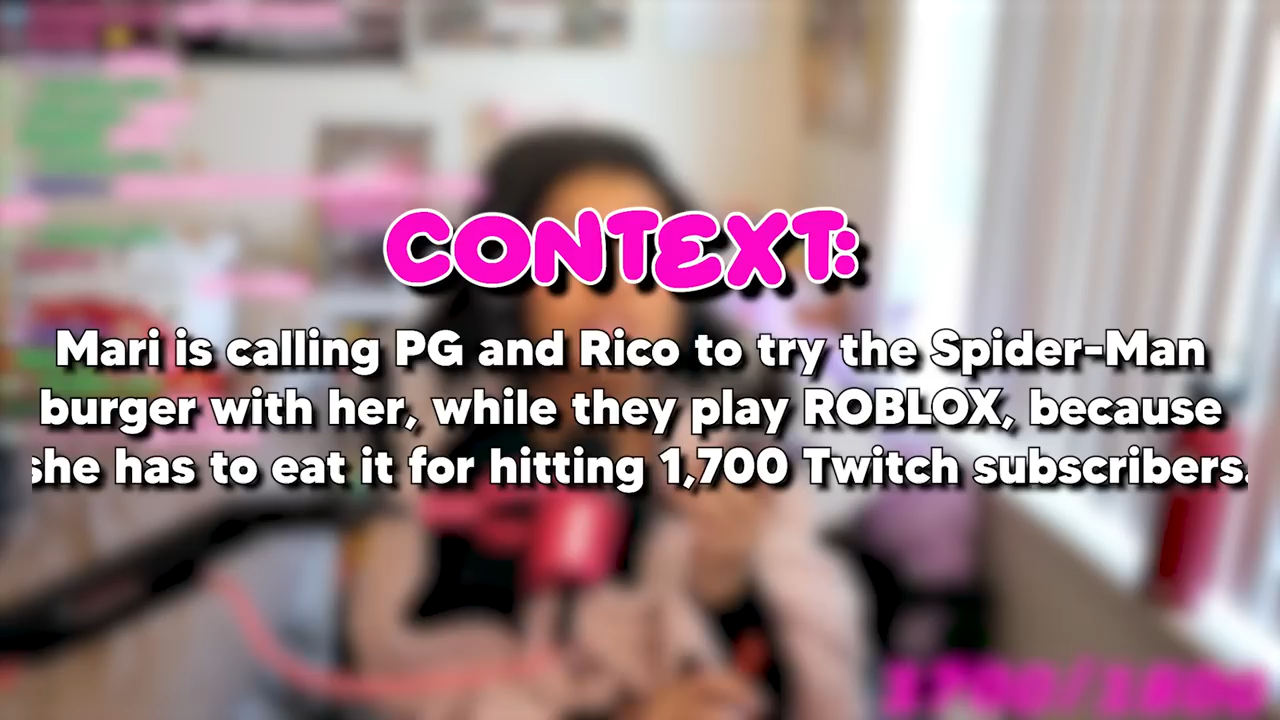 CONTEXT:
Mari is calling PG and Rico to try the Spider-Man
burger with her, while they play ROBLOX, because
she has to eat it for hitting 1,700 Twitch subscribers.